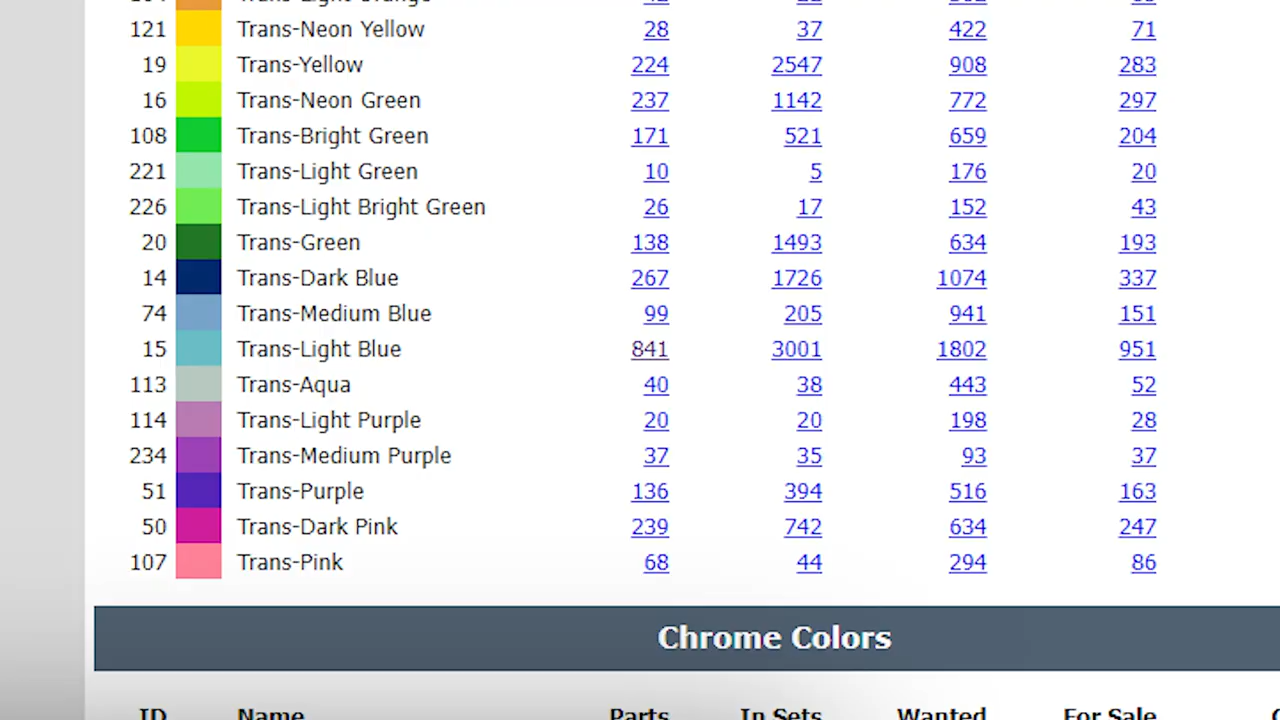 121 Trans-Neon Yellow 28 37 422 71
19 Trans-Yellow 224 2547 908 283
16 Trans-Neon Green 237 1142 772 297
108 Trans-Bright Green 171 521 659 204
221 Trans-Light Green 10 5 176 20
226 Trans-Light Bright Green 26 17 152 43
20 Trans-Green 138 1493 634 193
14 Trans-Dark Blue 267 1726 1074 337
74 Trans-Medium Blue 99 205 941 151
15 Trans-Light Blue 841 3001 1802 951
113 Trans-Aqua 40 38 443 52
114 Trans-Light Purple 20 20 198 28
234 Trans-Medium Purple 37 35 93 37
51 Trans-Purple 136 394 516 163
50 Trans-Dark Pink 239 742 634 247
107 Trans-Pink 68 44 294 86
Chrome Colors
ID Name Parts In Sets Wanted For Sale